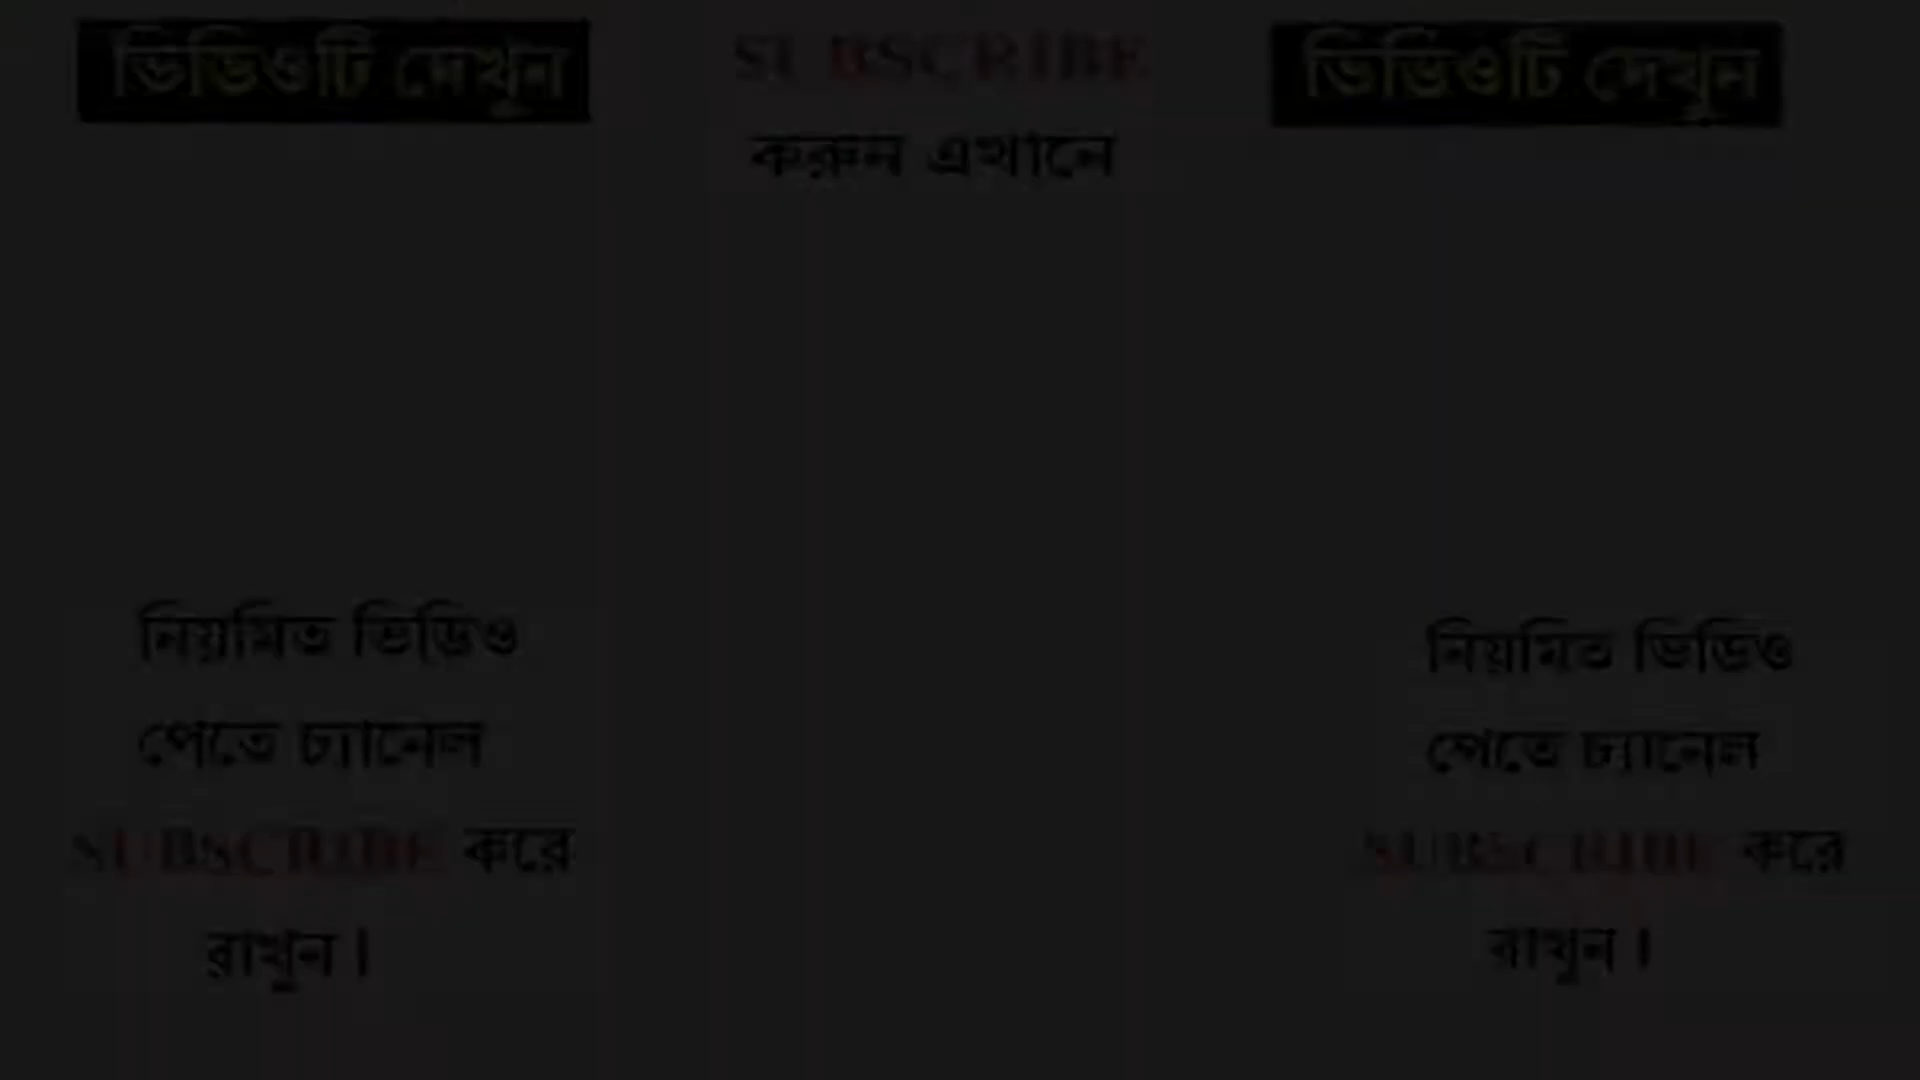 ভিডিওটি দেখুন
SUBSCRIBE
করুন এখানে
ভিডিওটি দেখুন
নিয়মিত ভিডিও
পেতে চ্যানেল
SUBSCRIBE করে
রাখুন ।
নিয়মিত ভিডিও
পেতে চ্যানেল
SUBSCRIBE করে
রাখুন ।